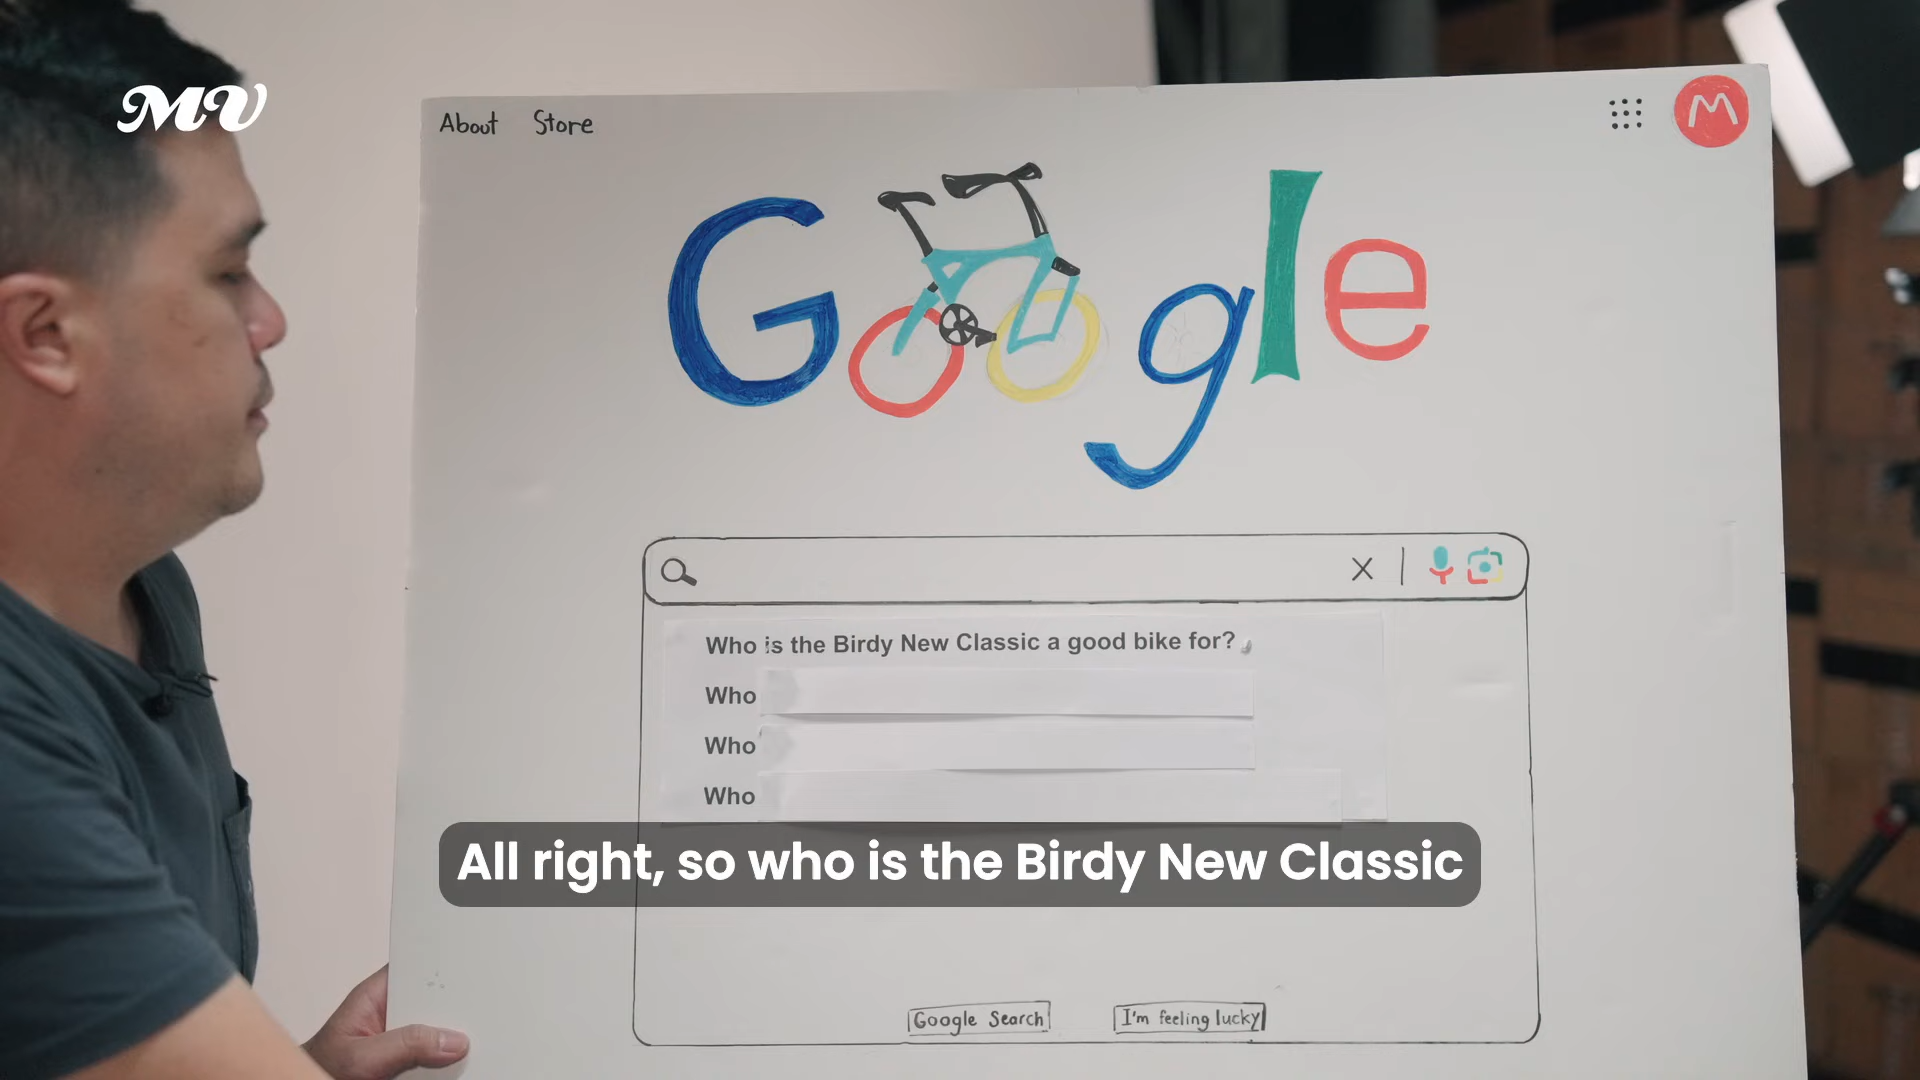 MV
About Store
M
Google
Who is the Birdy New Classic a good bike for?
Who
Who
Who
All right, so who is the Birdy New Classic
Google Search
I'm feeling lucky